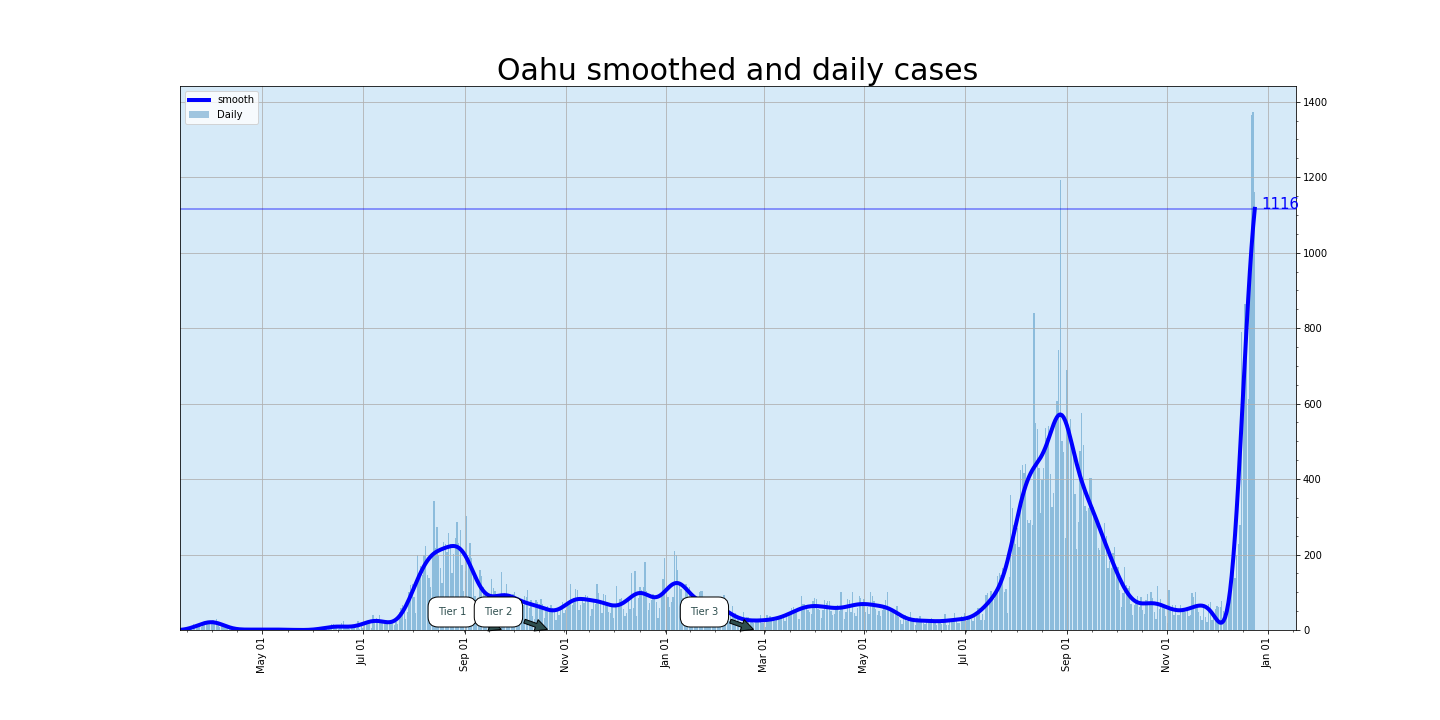 Oahu smoothed and daily cases
smooth
Daily
1400
1200
1116
1000
800
600
400
200
0
Tier 1
Tier 2
Tier 3
May 01
Jul 01
Sep 01
Nov 01
Jan 01
Mar 01
May 01
Jul 01
Sep 01
Nov 01
Jan 01